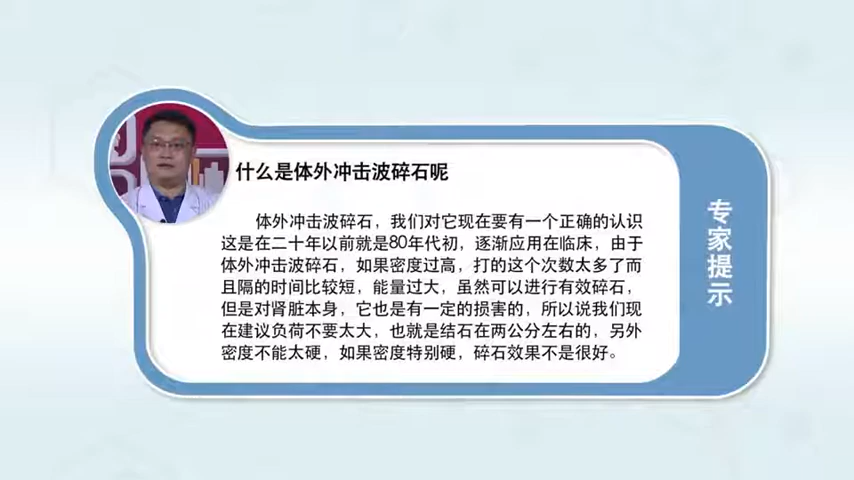 什么是体外冲击波碎石呢
体外冲击波碎石，我们对它现在要有一个正确的认识
这是在二十年以前就是80年代初，逐渐应用在临床，由于
体外冲击波碎石，如果密度过高，打的这个次数太多了而
且隔的时间比较短，能量过大，虽然可以进行有效碎石，
但是对肾脏本身，它也是有一定的损害的，所以说我们现
在建议负荷不要太大，也就是结石在两公分左右的，另外
密度不能太硬，如果密度特别硬，碎石效果不是很好。
专家提示